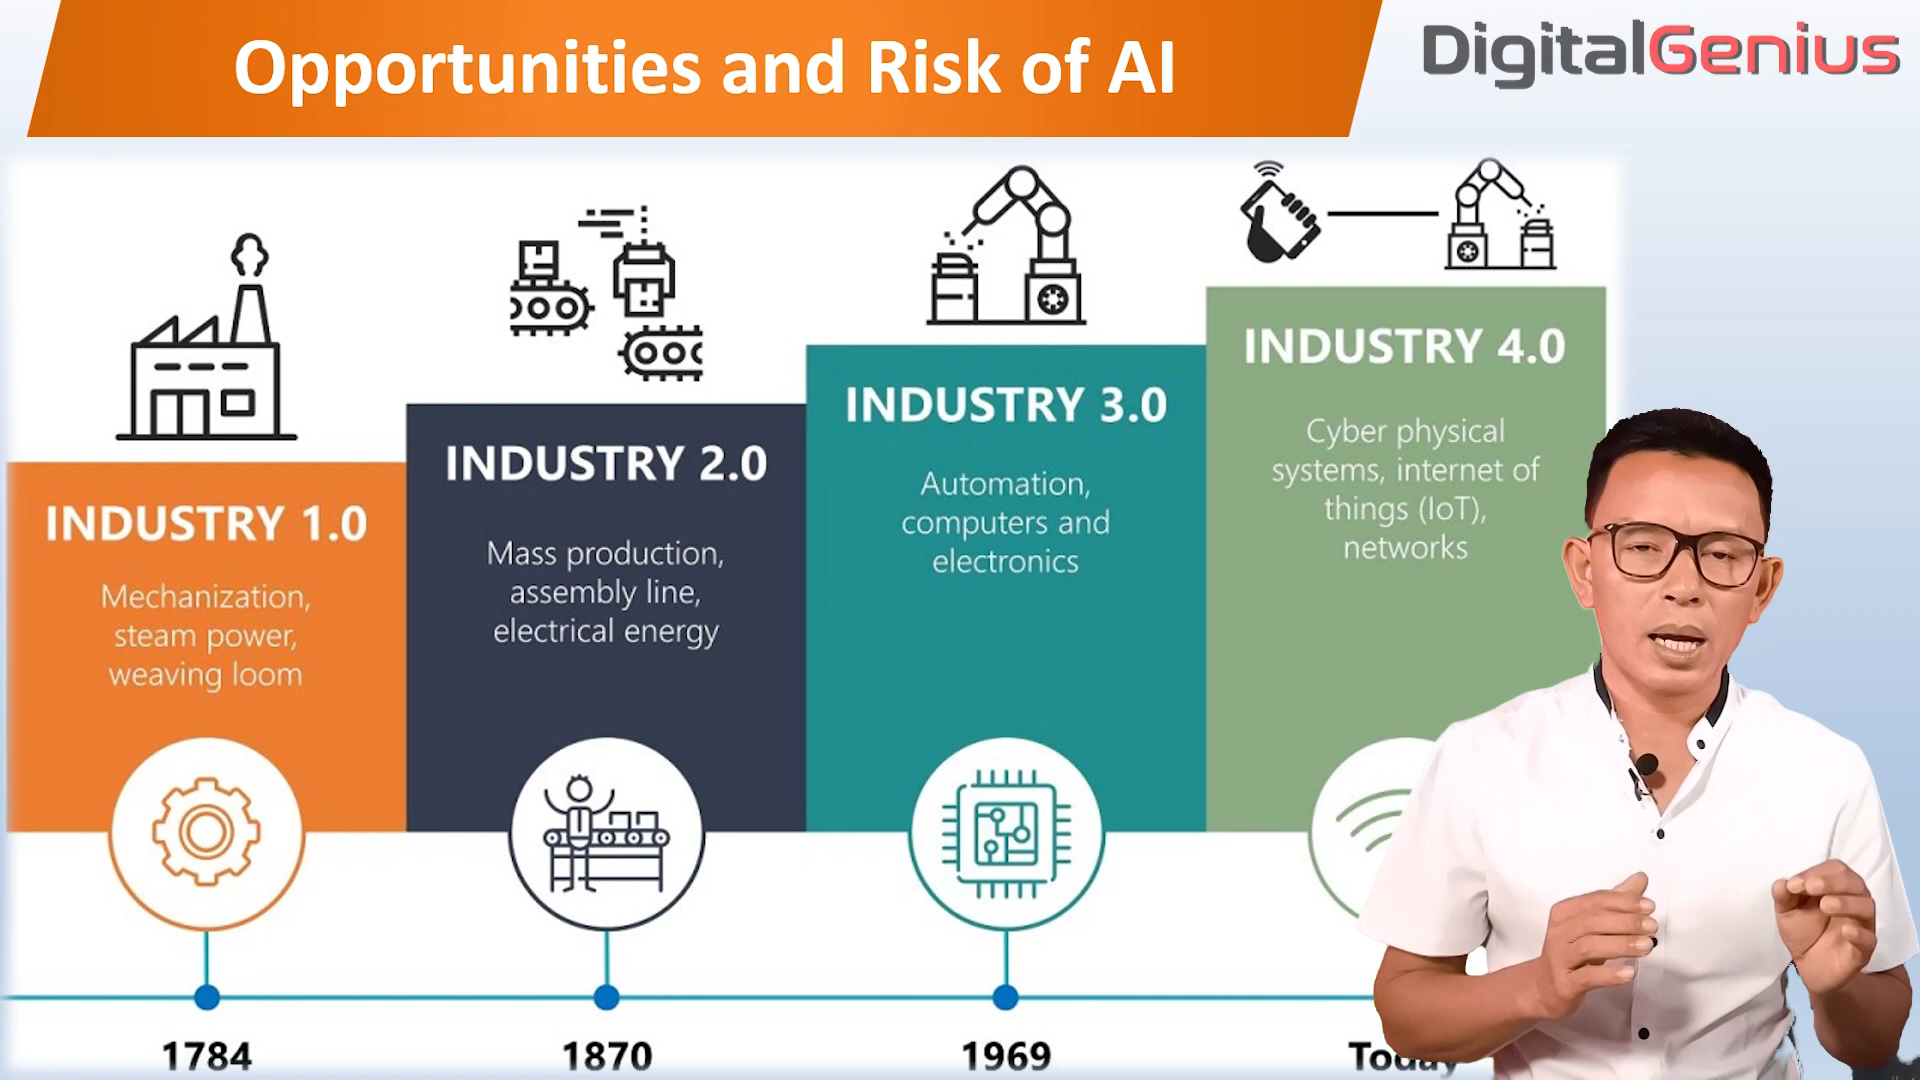 Opportunities and Risk of AI
DigitalGenius
INDUSTRY 1.0
Mechanization,
steam power,
weaving loom
INDUSTRY 2.0
Mass production,
assembly line,
electrical energy
INDUSTRY 3.0
Automation,
computers and
electronics
INDUSTRY 4.0
Cyber physical
systems, internet of
things (IoT),
networks
1784
1870
1969
Today